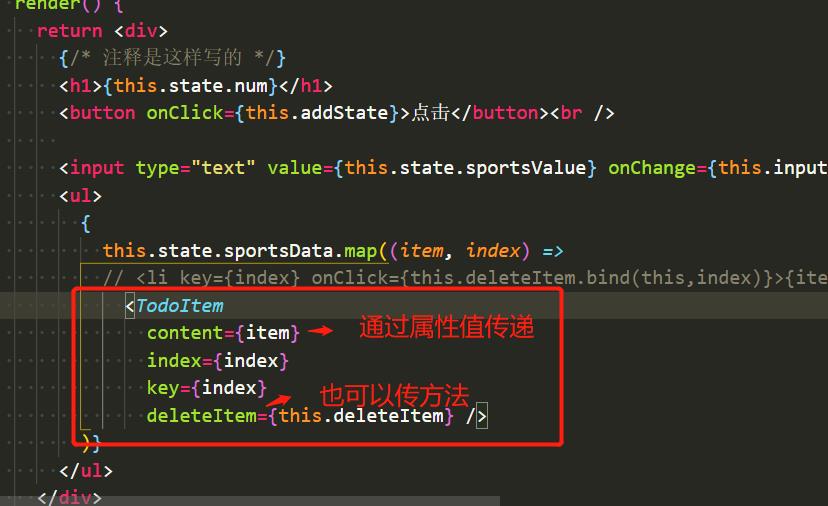 render() {
return <div>
{/* 注释是这样写的 */}
<h1>{this.state.num}</h1>
<button onClick={this.addState}>点击</button><br />
<input type="text" value={this.state.sportsValue} onChange={this.input
<ul>
{
this.state.sportsData.map((item, index) =>
// <li key={index} onClick={this.deleteItem.bind(this,index)}>{ite
<TodoItem
content={item} 通过属性值传递
index={index}
key={index}
也可以传方法
deleteItem={this.deleteItem} />
)}
</ul>
</div>